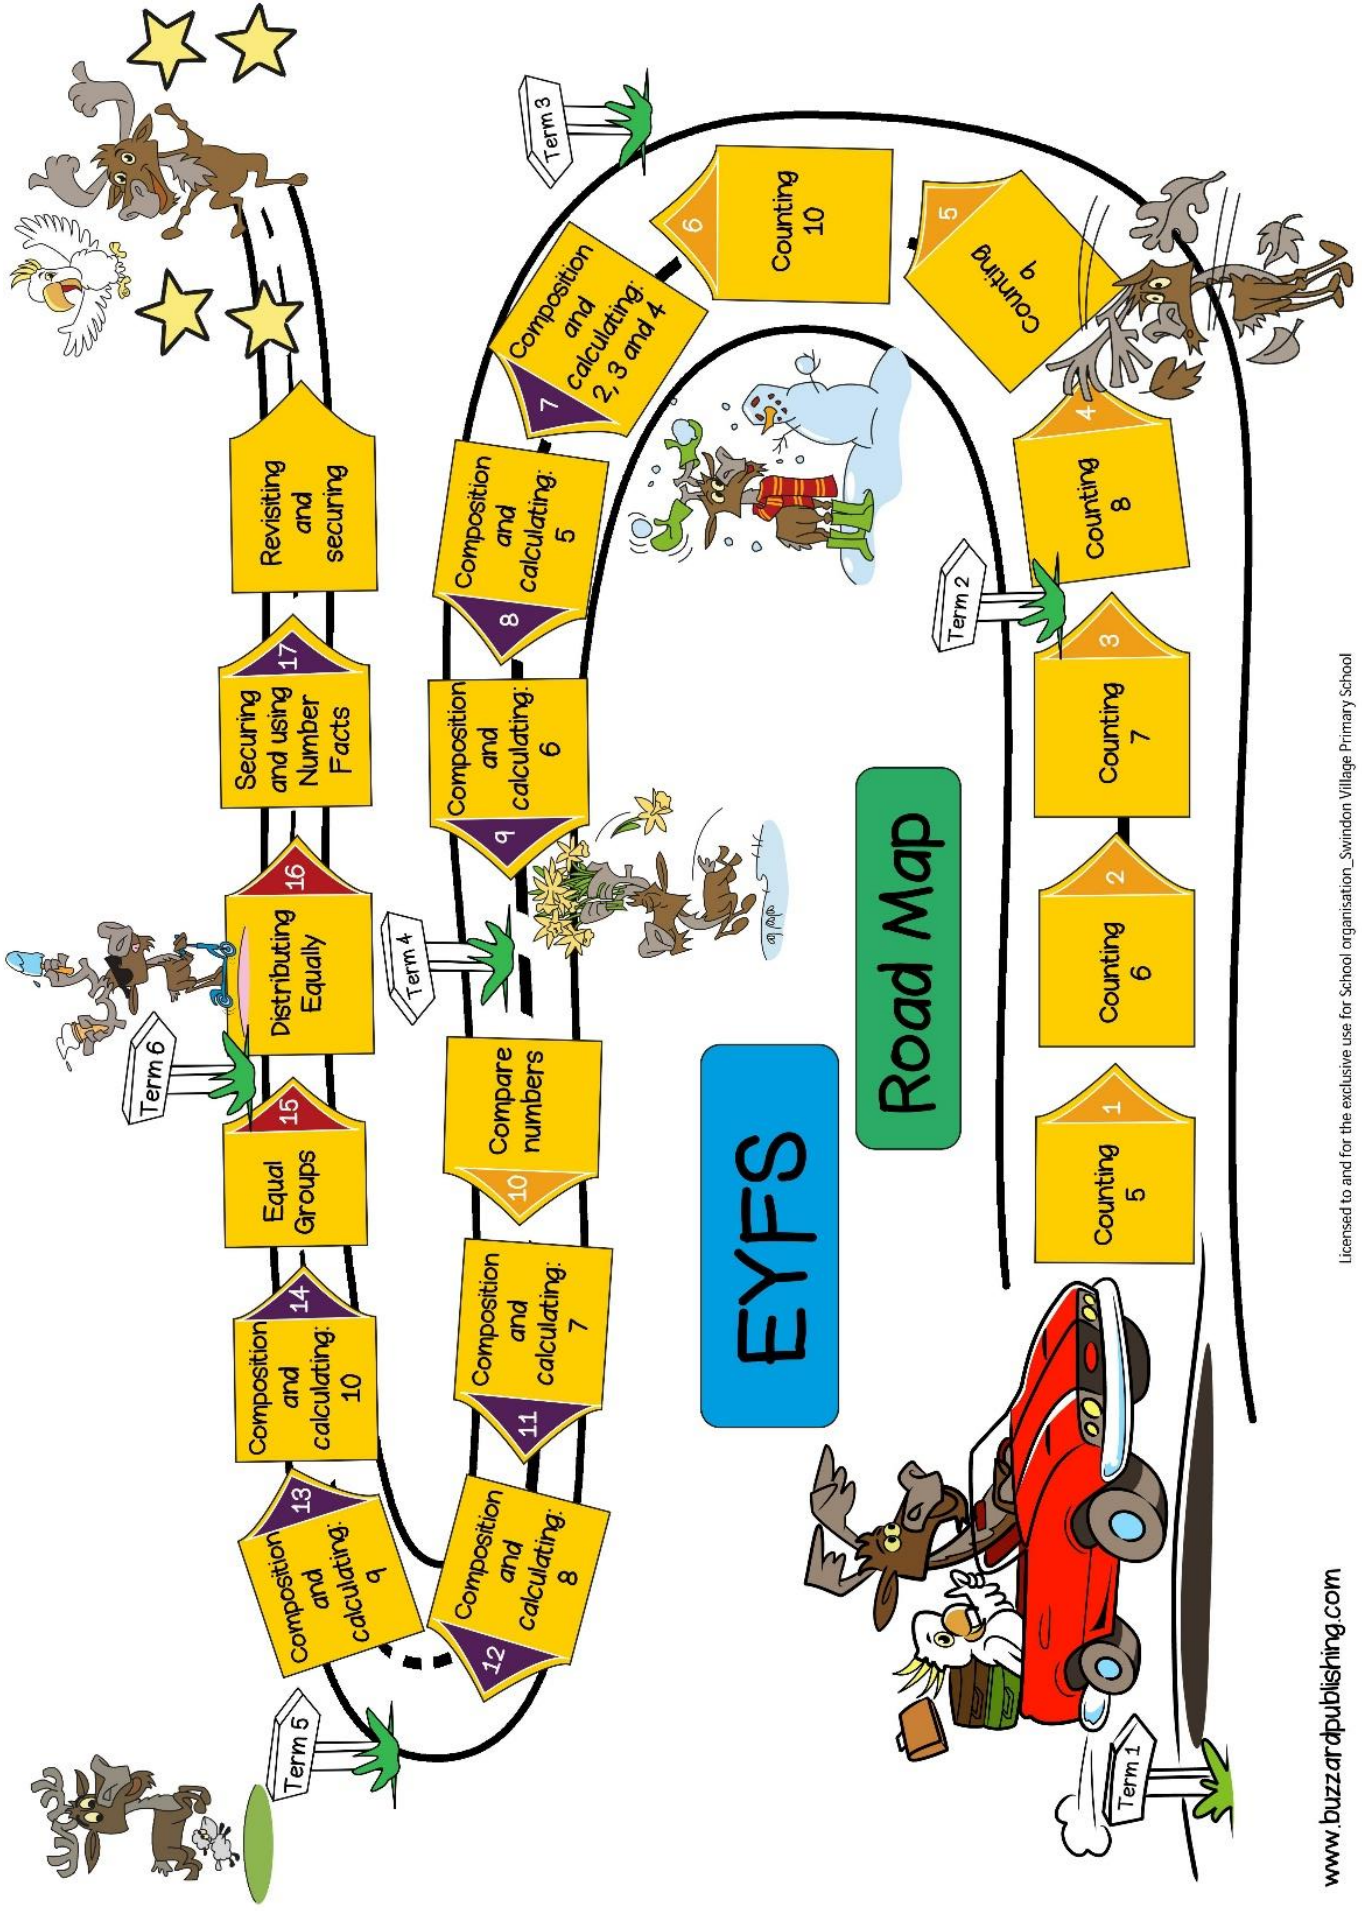 EYFS
Road Map
Term 1
Counting
5
1
Counting
6
2
Counting
7
3
Term 2
Counting
8
4
Counting
9
5
Counting
10
6
Term 3
Composition
and
calculating:
2, 3 and 4
7
Composition
and
calculating:
5
8
Composition
and
calculating:
6
9
Term 4
Compare
numbers
10
Composition
and
calculating:
7
11
Composition
and
calculating:
8
12
Term 5
Composition
and
calculating:
9
13
Composition
and
calculating:
10
14
Equal
Groups
15
Term 6
Distributing
Equally
16
Securing
and using
Number
Facts
17
Revisiting
and
securing
www.buzzardpublishing.com
Licensed to and for the exclusive use for School organisation_Swindon Village Primary School